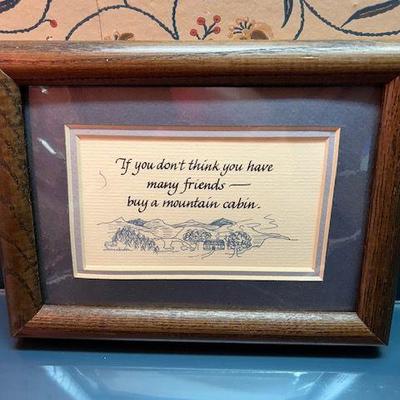 If you don't think you have
many friends —
buy a mountain cabin.